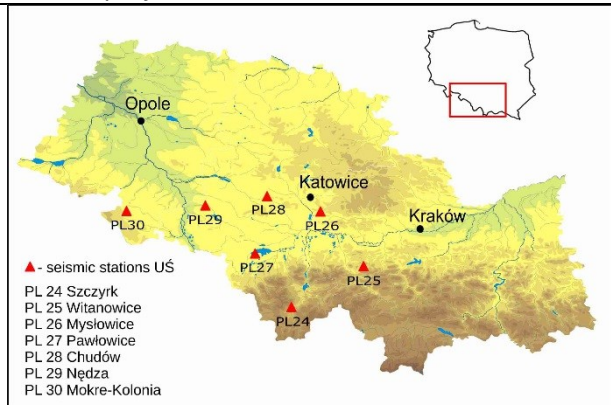 Opole
Katowice
Kraków
PL30
PL29
PL28
PL26
PL27
PL25
PL24
- seismic stations UŚ
PL 24 Szczyrk
PL 25 Witanowice
PL 26 Mysłowice
PL 27 Pawłowice
PL 28 Chudów
PL 29 Nędza
PL 30 Mokre-Kolonia